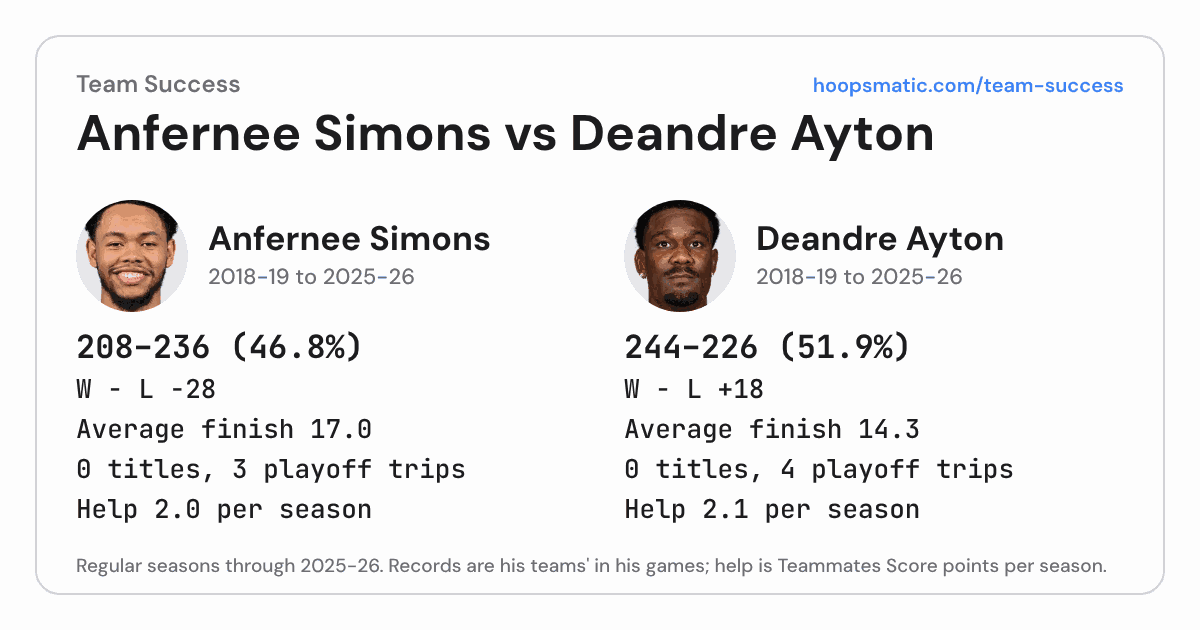 Team Success
hoopsmatic.com/team-success
Anfernee Simons vs Deandre Ayton
Anfernee Simons
2018-19 to 2025-26
208-236 (46.8%)
W - L -28
Average finish 17.0
0 titles, 3 playoff trips
Help 2.0 per season
Deandre Ayton
2018-19 to 2025-26
244-226 (51.9%)
W - L +18
Average finish 14.3
0 titles, 4 playoff trips
Help 2.1 per season
Regular seasons through 2025-26. Records are his teams' in his games; help is Teammates Score points per season.